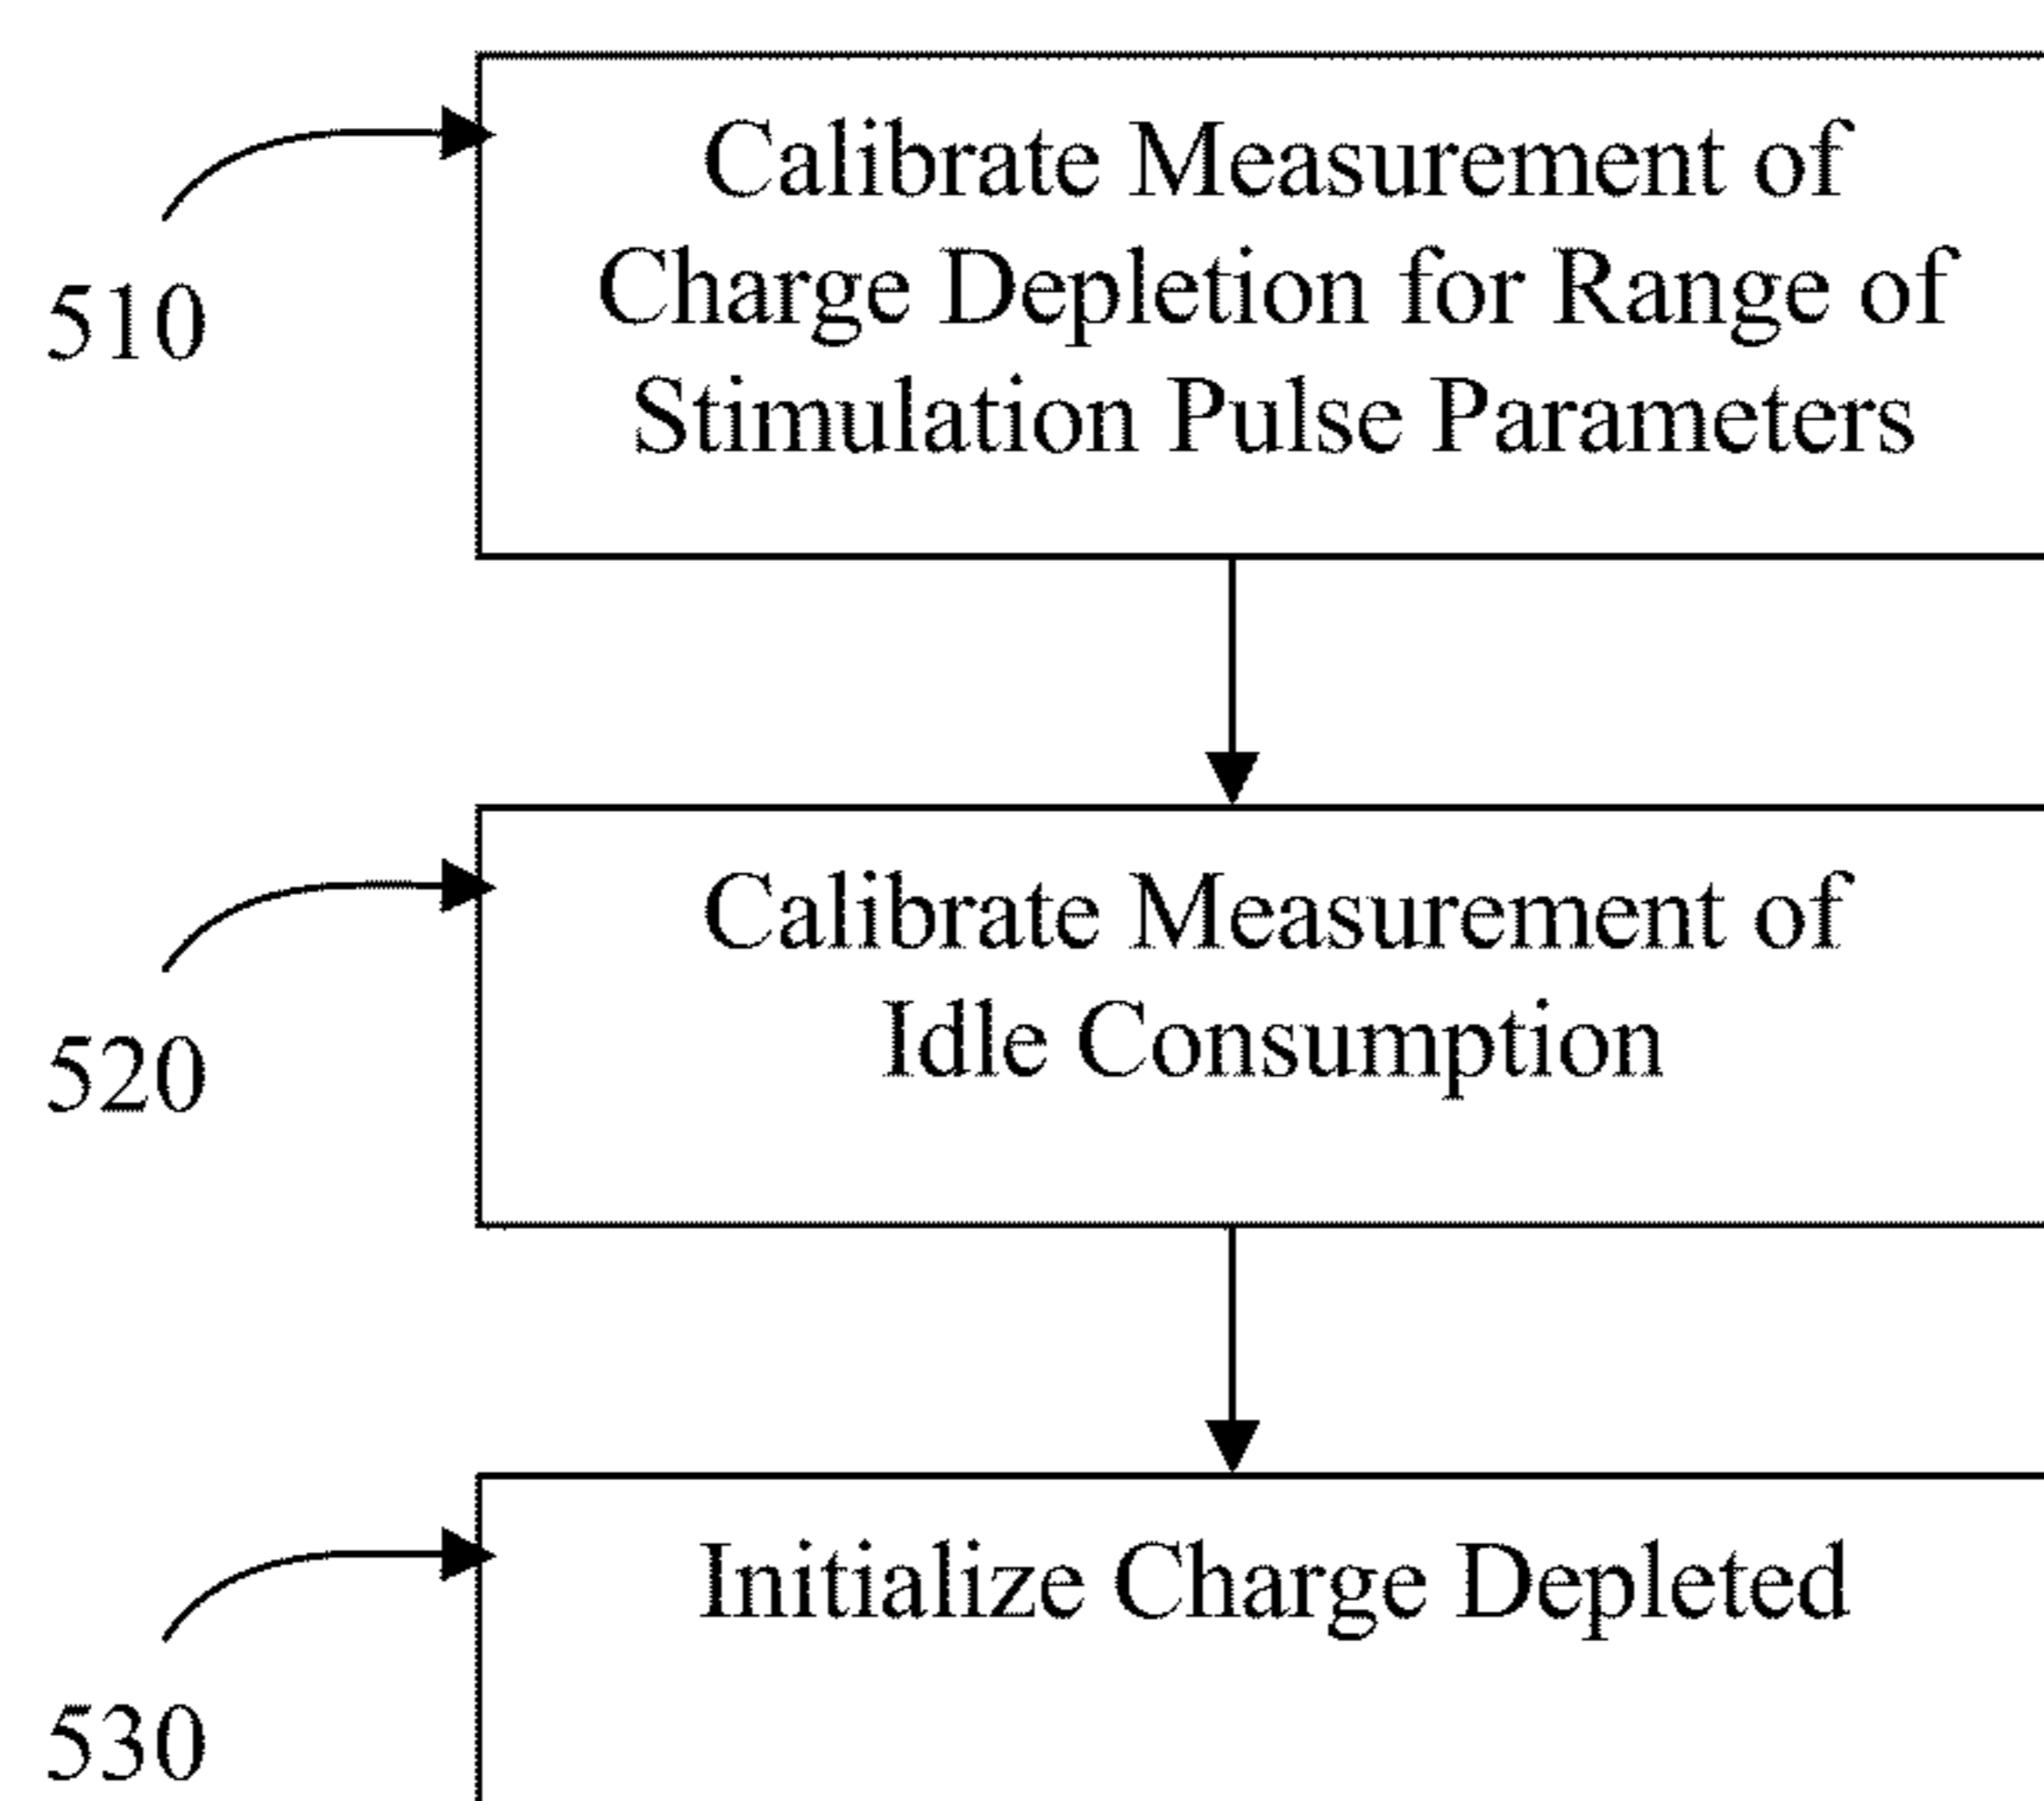 Calibrate Measurement of
Charge Depletion for Range of
Stimulation Pulse Parameters
510
Calibrate Measurement of
Idle Consumption
520
Initialize Charge Depleted
530